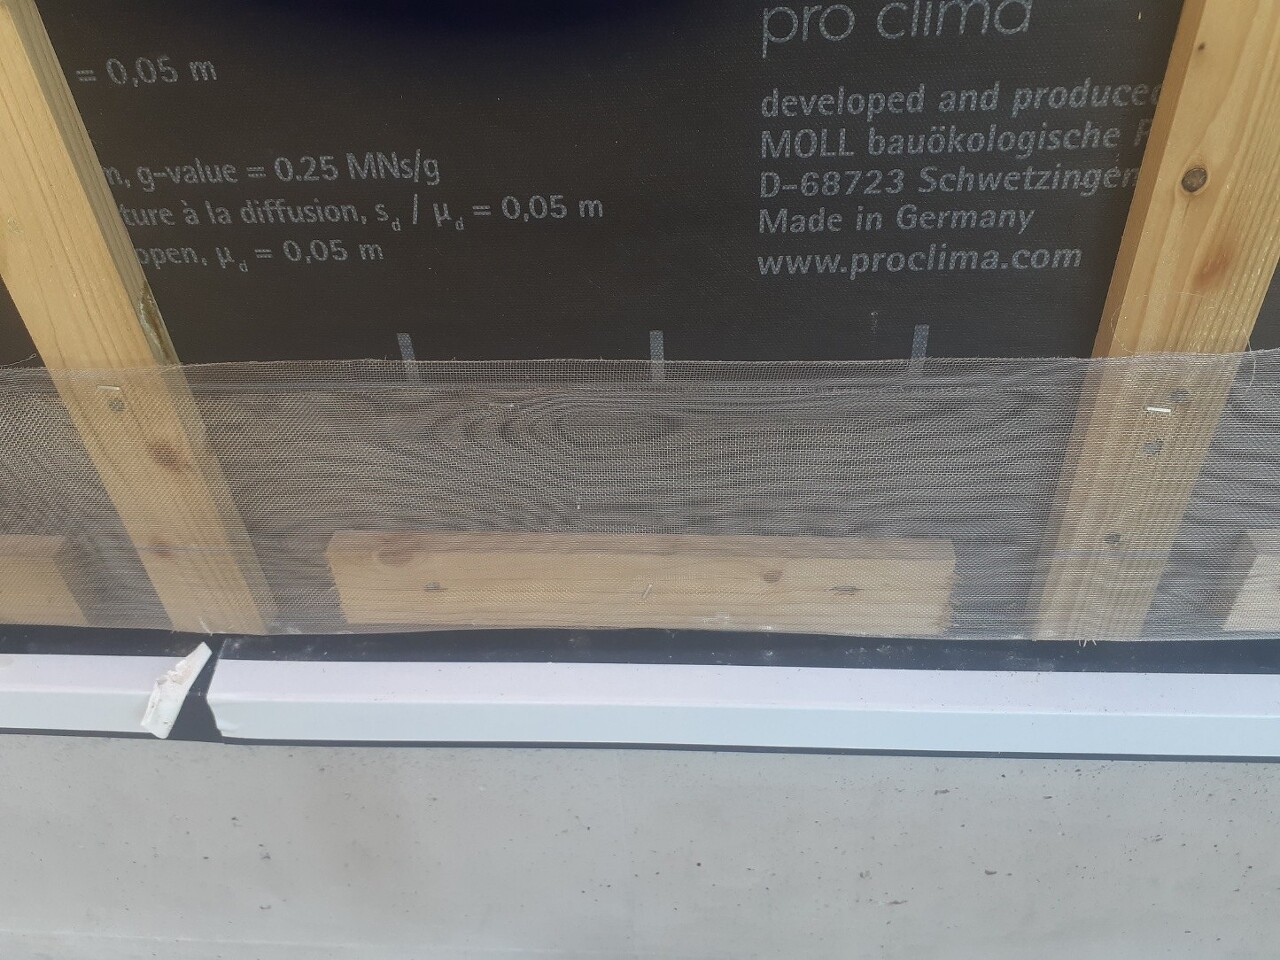 = 0,05 m
g-value = 0.25 MNs/g
ture à la diffusion, sd / µd = 0,05 m
open, µd = 0,05 m
pro clima
developed and produced
MOLL bauökologische
D-68723 Schwetzingen
Made in Germany
www.proclima.com